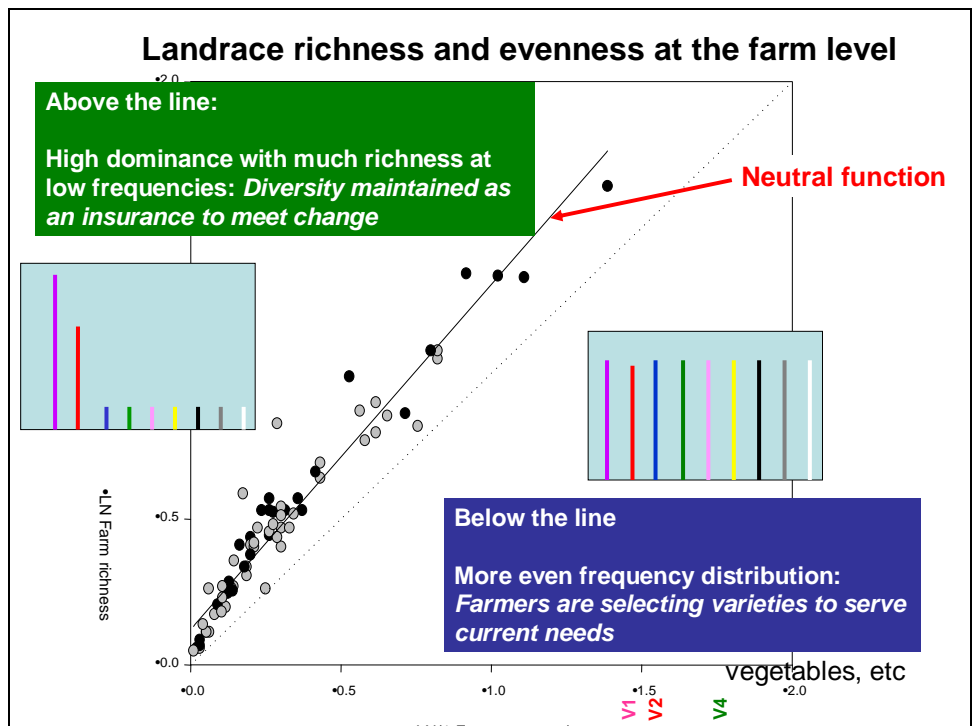 Landrace richness and evenness at the farm level
•2.0
Above the line:
High dominance with much richness at
low frequencies: Diversity maintained as
an insurance to meet change
Neutral function
•LN Farm richness
•0.5
Below the line
More even frequency distribution:
Farmers are selecting varieties to serve
current needs
•0.0
vegetables, etc
•0.0
•0.5
•1.0
•1.5
•2.0
V1
V2
V4